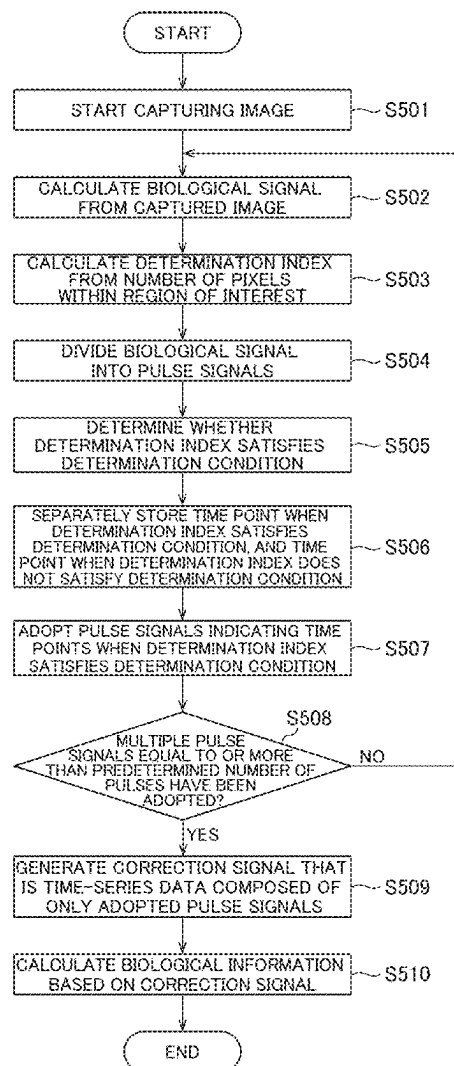 START
START CAPTURING IMAGE
S501
CALCULATE BIOLOGICAL SIGNAL
FROM CAPTURED IMAGE
S502
CALCULATE DETERMINATION INDEX
FROM NUMBER OF PIXELS
WITHIN REGION OF INTEREST
S503
DIVIDE BIOLOGICAL SIGNAL
INTO PULSE SIGNALS
S504
DETERMINE WHETHER
DETERMINATION INDEX SATISFIES
DETERMINATION CONDITION
S505
SEPARATELY STORE TIME POINT WHEN
DETERMINATION INDEX SATISFIES
DETERMINATION CONDITION, AND TIME
POINT WHEN DETERMINATION INDEX DOES
NOT SATISFY DETERMINATION CONDITION
S506
ADOPT PULSE SIGNALS INDICATING TIME
POINTS WHEN DETERMINATION INDEX
SATISFIES DETERMINATION CONDITION
S507
S508
MULTIPLE PULSE
SIGNALS EQUAL TO OR MORE
THAN PREDETERMINED NUMBER OF
PULSES HAVE BEEN
ADOPTED?
NO
YES
GENERATE CORRECTION SIGNAL THAT
IS TIME-SERIES DATA COMPOSED OF
ONLY ADOPTED PULSE SIGNALS
S509
CALCULATE BIOLOGICAL INFORMATION
BASED ON CORRECTION SIGNAL
S510
END